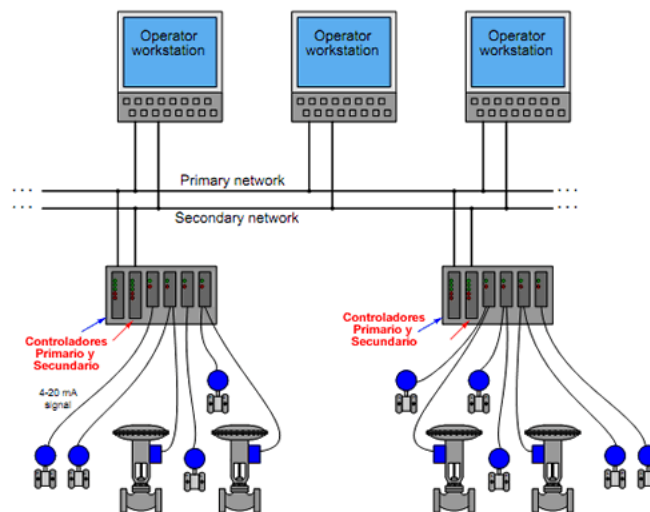 Operator
workstation
Operator
workstation
Operator
workstation
Primary network
Secondary network
Controladores
Primario y
Secundario
Controladores
Primario y
Secundario
4-20 mA
signal